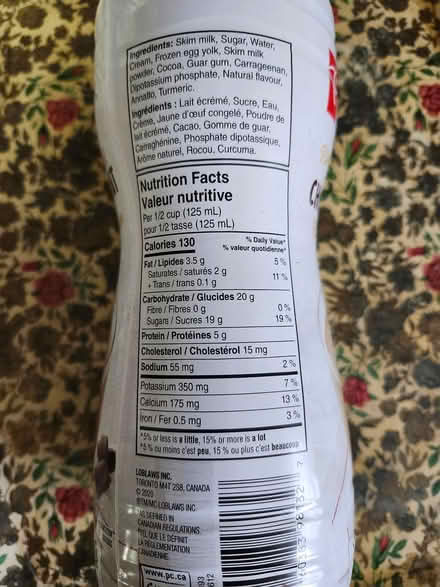 Ingredients: Skim milk, Sugar, Water,
Cream, Frozen egg yolk, Skim milk
powder, Cocoa, Guar gum, Carrageenan,
Dipotassium phosphate, Natural flavour,
Annatto, Turmeric.
Ingrédients : Lait écrémé, Sucre, Eau,
Crème, Jaune d'œuf congelé, Poudre de
lait écrémé, Cacao, Gomme de guar,
Carraghénine, Phosphate dipotassique,
Arôme naturel, Rocou, Curcuma.
Nutrition Facts
Valeur nutritive
Per 1/2 cup (125 mL)
pour 1/2 tasse (125 mL)
Calories 130 % Daily Value*
% valeur quotidienne*
Fat / Lipides 3.5 g 5 %
Saturates / saturés 2 g
+ Trans / trans 0.1 g 11 %
Carbohydrate / Glucides 20 g
Fibre / Fibres 0 g 0 %
Sugars / Sucres 19 g 19 %
Protein / Protéines 5 g
Cholesterol / Cholestérol 15 mg
Sodium 55 mg 2 %
Potassium 350 mg 7 %
Calcium 175 mg 13 %
Iron / Fer 0.5 mg 3 %
*5% or less is a little, 15% or more is a lot
*5 % ou moins c'est peu, 15 % ou plus c'est beaucoup
LOBLAWS INC.
TORONTO M4T 2S8, CANADA
© 2020
®/TM/MC LOBLAWS INC.
AS DEFINED IN
CANADIAN REGULATIONS
TEL QUE LE DÉFINIT
LA RÉGLEMENTATION
CANADIENNE
www.pc.ca